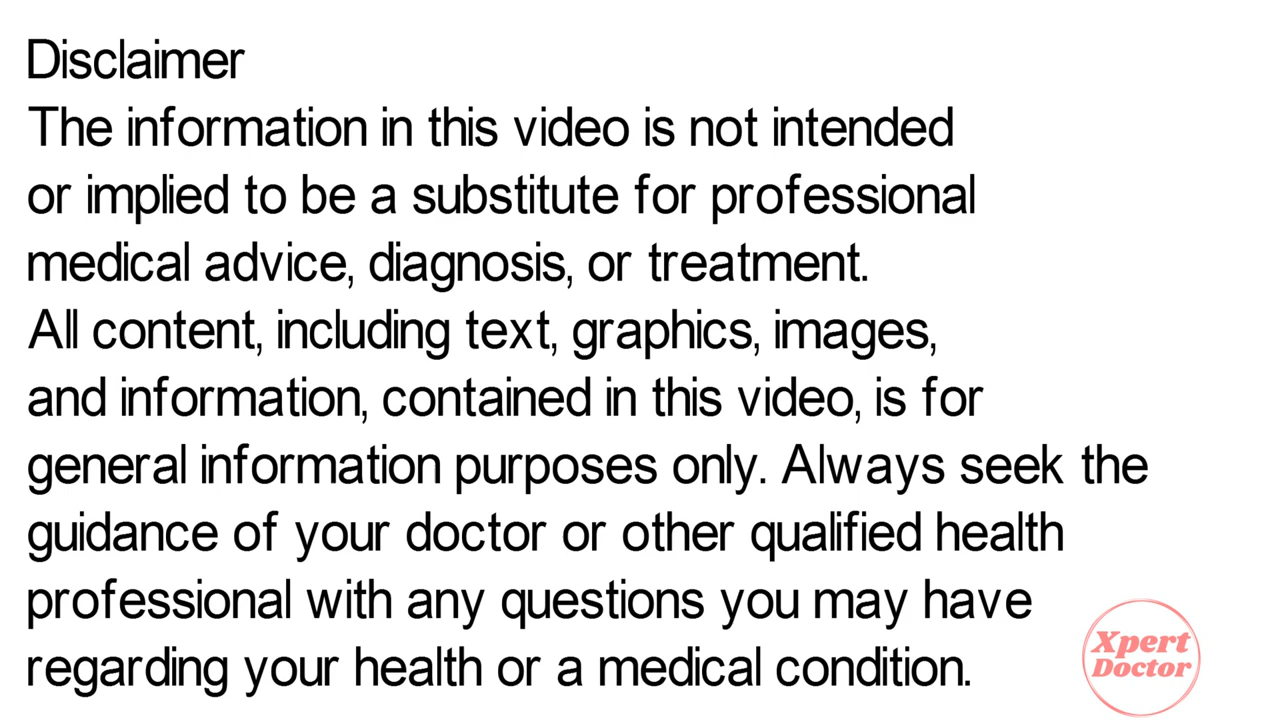 Disclaimer
The information in this video is not intended
or implied to be a substitute for professional
medical advice, diagnosis, or treatment.
All content, including text, graphics, images,
and information, contained in this video, is for
general information purposes only. Always seek the
guidance of your doctor or other qualified health
professional with any questions you may have
regarding your health or a medical condition.
Xpert
Doctor